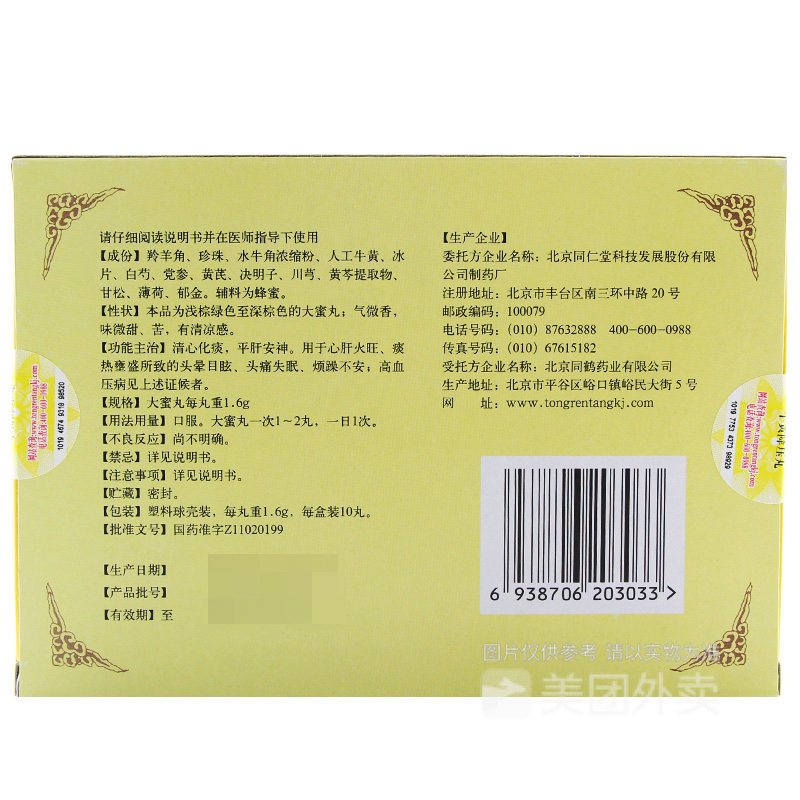 请仔细阅读说明书并在医师指导下使用
【成份】羚羊角、珍珠、水牛角浓缩粉、人工牛黄、冰
片、白芍、党参、黄芪、决明子、川芎、黄芩提取物、
甘松、薄荷、郁金。辅料为蜂蜜。
【性状】本品为浅棕绿色至深棕色的大蜜丸；气微香，
味微甜、苦，有清凉感。
【功能主治】清心化痰，平肝安神。用于心肝火旺、痰
热壅盛所致的头晕目眩、头痛失眠、烦躁不安；高血
压病见上述证候者。
【规格】大蜜丸每丸重1.6g
【用法用量】口服。大蜜丸一次1～2丸，一日1次。
【不良反应】尚不明确。
【禁忌】详见说明书。
【注意事项】详见说明书。
【贮藏】密封。
【包装】塑料球壳装，每丸重1.6g，每盒装10丸。
【批准文号】国药准字Z11020199
【生产日期】
【产品批号】
【有效期】至
【生产企业】
委托方企业名称：北京同仁堂科技发展股份有限
公司制药厂
注册地址：北京市丰台区南三环中路20号
邮政编码：100079
电话号码：(010) 87632888 400-600-0988
传真号码：(010) 67615182
受托方企业名称：北京同鹤药业有限公司
生产地址：北京市平谷区峪口镇峪民大街5号
网 址：www.tongrentangkj.com
6 938706 203033
图片仅供参考 请以实物为准
美团外卖